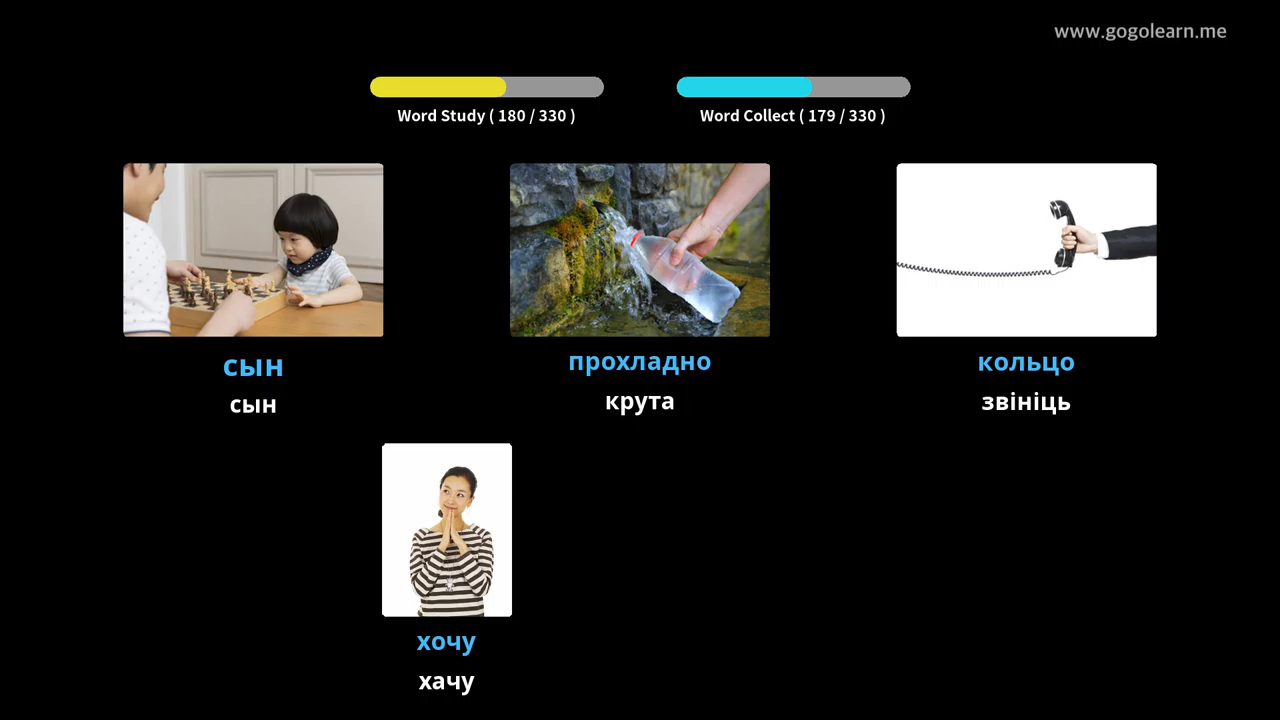 www.gogolearn.me
Word Study ( 180 / 330 )
Word Collect ( 179 / 330 )
сын
сын
прохладно
крута
кольцо
звініць
хочу
хачу